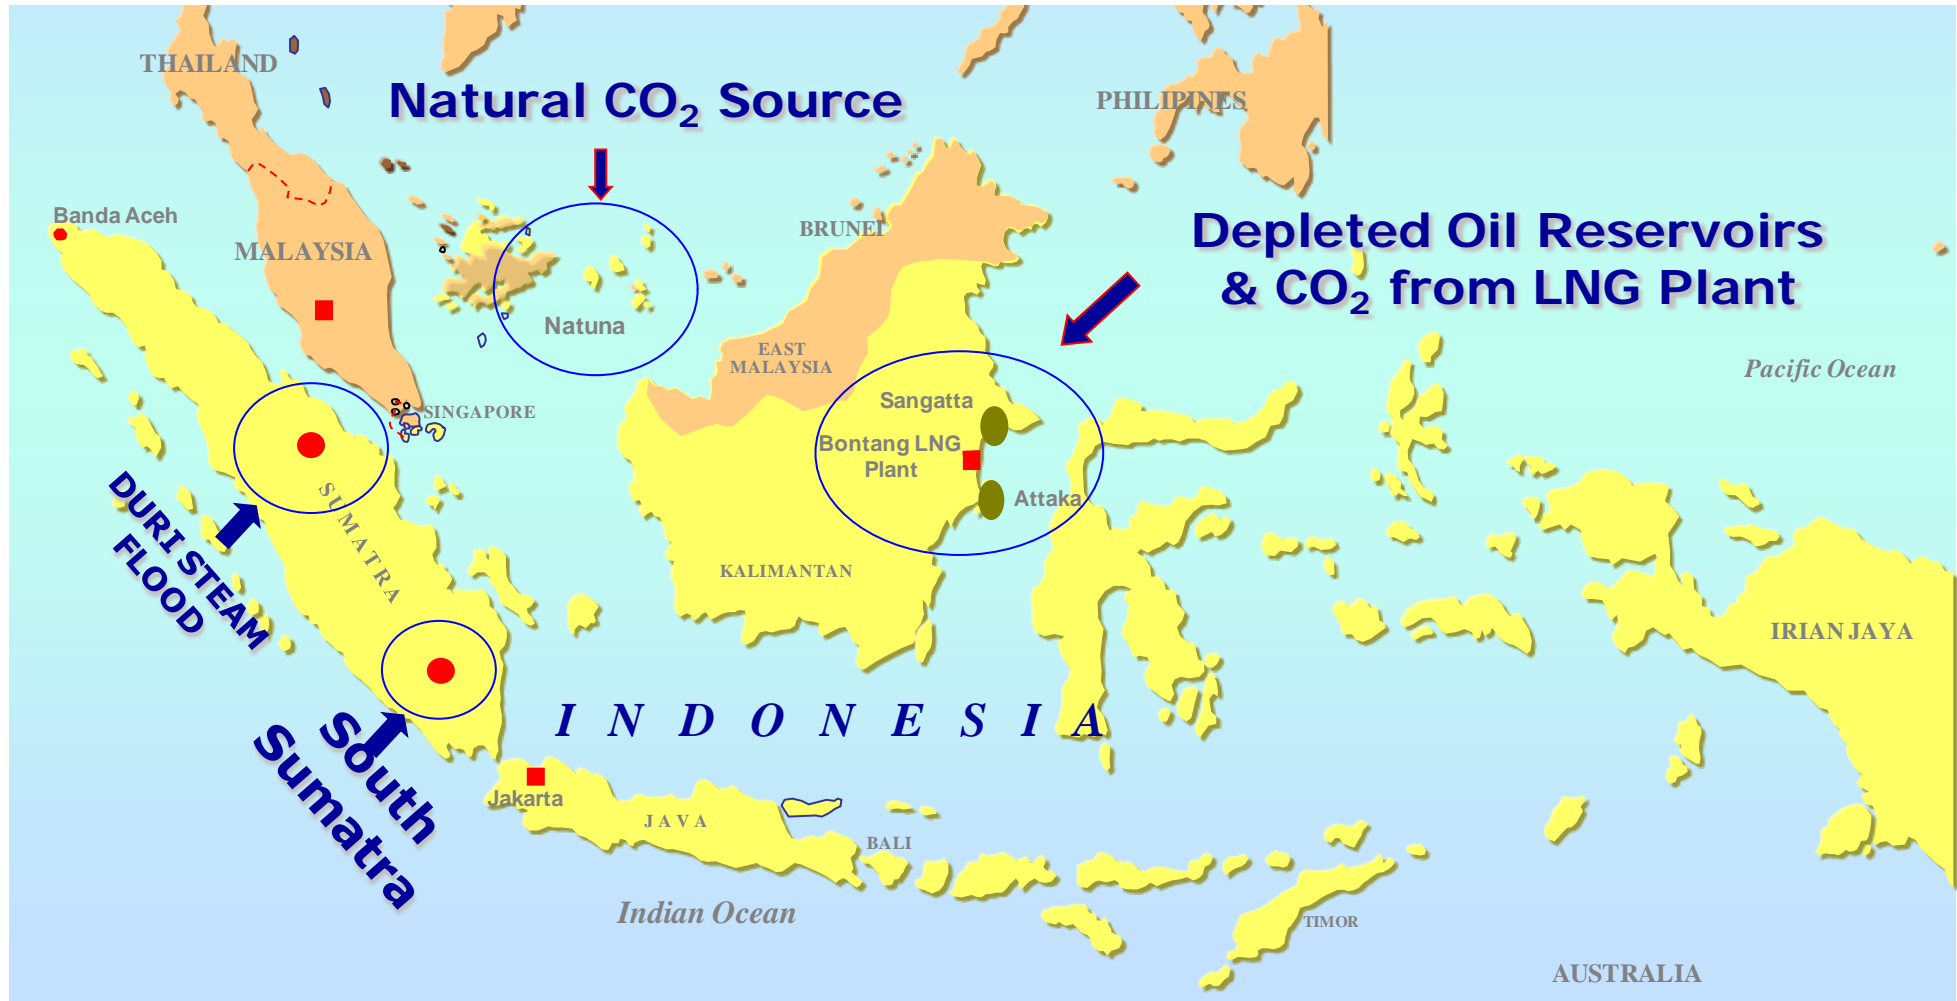 THAILAND
Natural CO₂ Source
PHILIPINES
Banda Aceh
MALAYSIA
BRUNEI
Depleted Oil Reservoirs
& CO₂ from LNG Plant
Natuna
EAST
MALAYSIA
Pacific Ocean
SINGAPORE
Sangatta
Bontang LNG
Plant
Attaka
DURI STEAM
FLOOD
SUMATRA
KALIMANTAN
IRIAN JAYA
INDONESIA
South
Sumatra
Jakarta
JAVA
BALI
Indian Ocean
TIMOR
AUSTRALIA